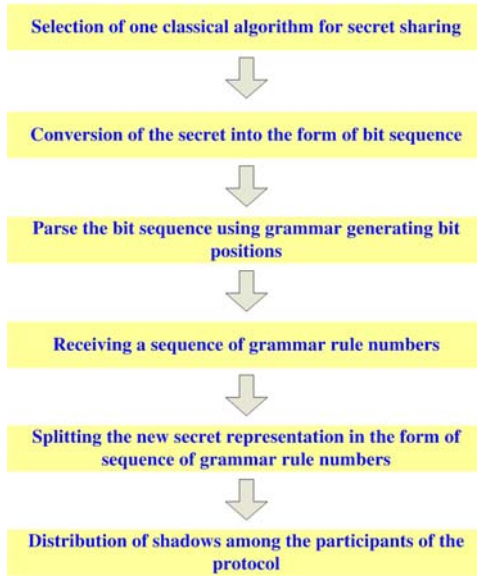 Selection of one classical algorithm for secret sharing
Conversion of the secret into the form of bit sequence
Parse the bit sequence using grammar generating bit
positions
Receiving a sequence of grammar rule numbers
Splitting the new secret representation in the form of
sequence of grammar rule numbers
Distribution of shadows among the participants of the
protocol